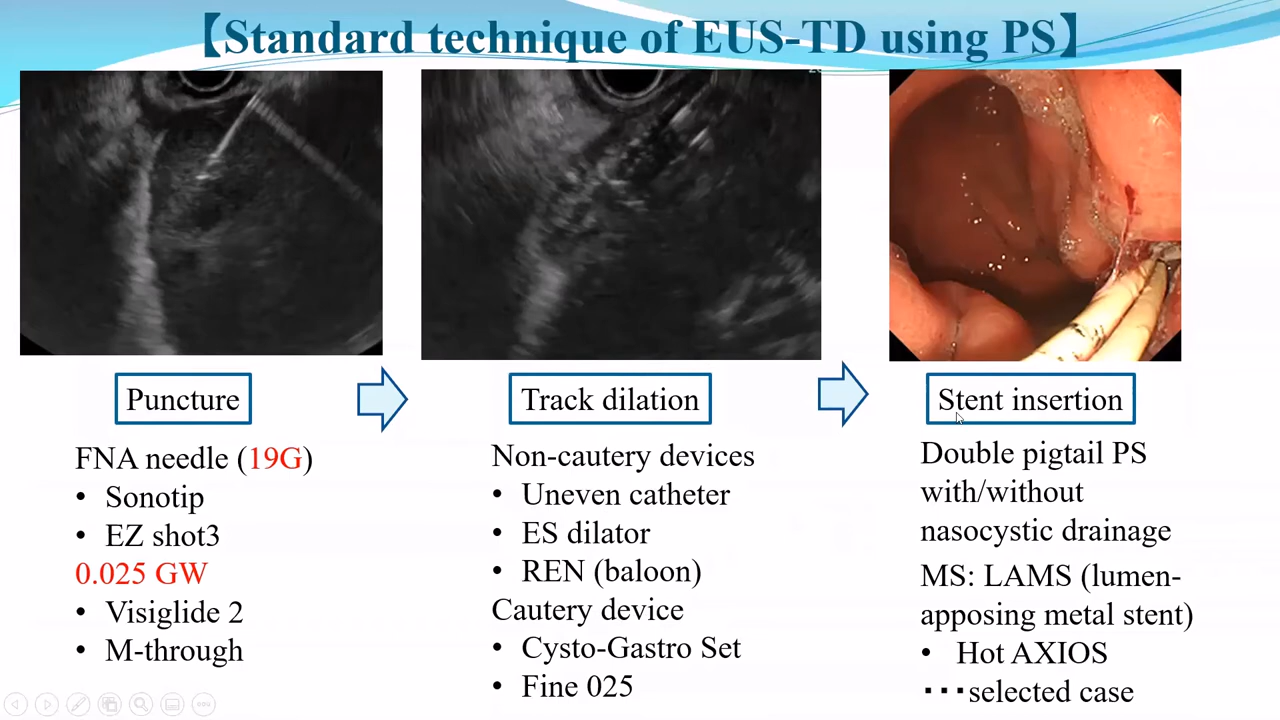 【Standard technique of EUS-TD using PS】
Puncture
FNA needle (19G)
• Sonotip
• EZ shot3
0.025 GW
• Visiglide 2
• M-through
Track dilation
Non-cautery devices
• Uneven catheter
• ES dilator
• REN (baloon)
Cautery device
• Cysto-Gastro Set
• Fine 025
Stent insertion
Double pigtail PS
with/without
nasocystic drainage
MS: LAMS (lumen-
apposing metal stent)
• Hot AXIOS
･･･selected case